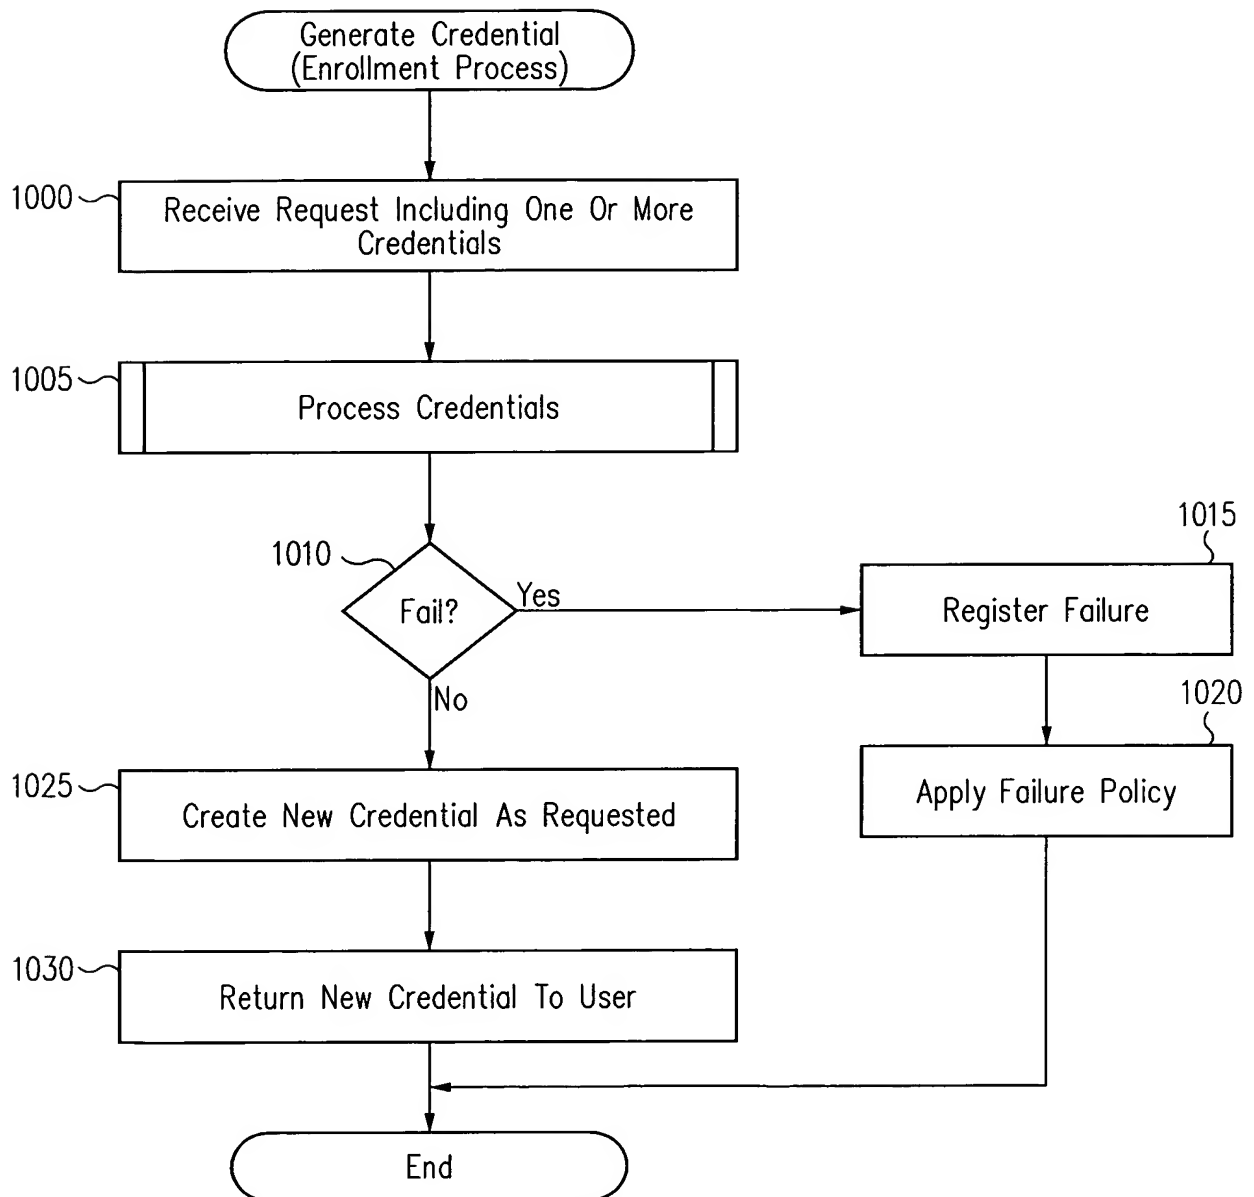 Generate Credential
(Enrollment Process)
1000
Receive Request Including One Or More
Credentials
1005
Process Credentials
1010
Fail?
Yes
No
1015
Register Failure
1020
Apply Failure Policy
1025
Create New Credential As Requested
1030
Return New Credential To User
End